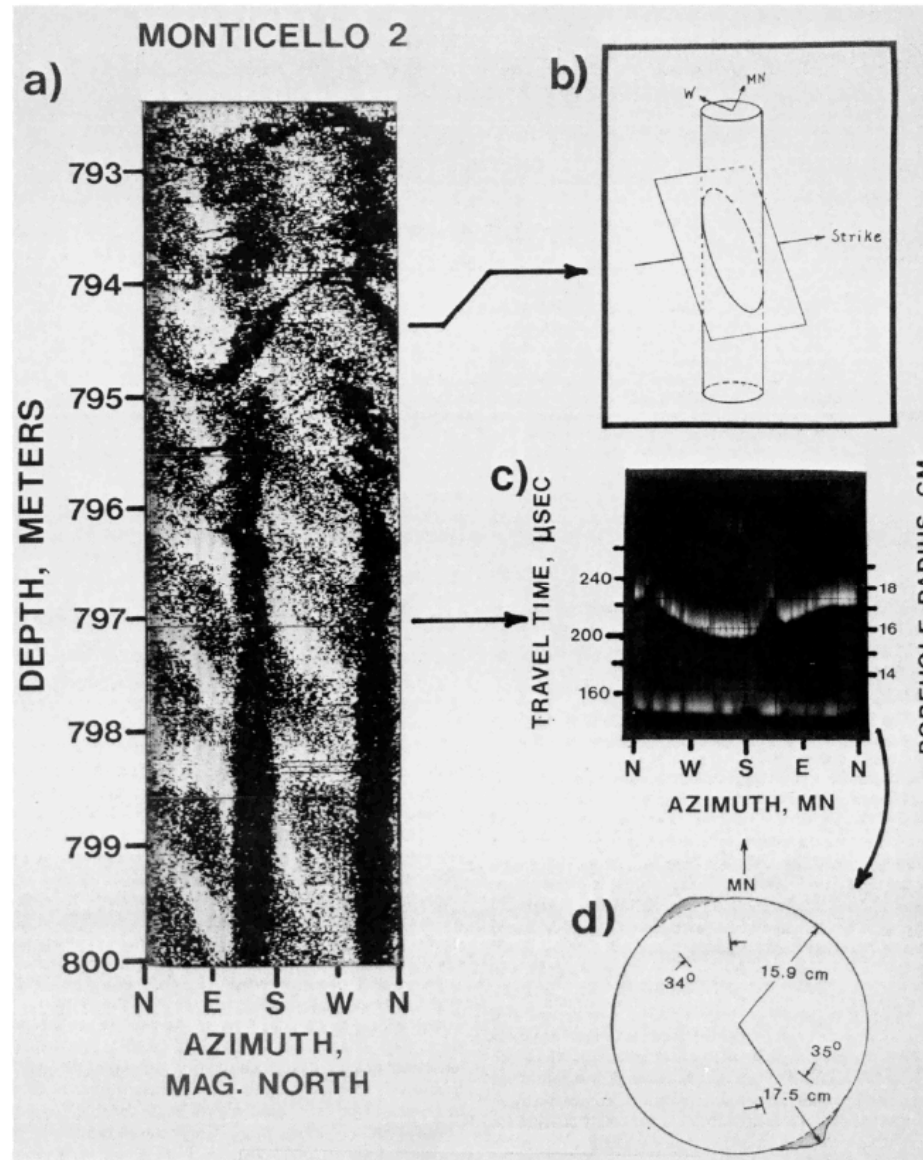 MONTICELLO 2
a)
793
794
795
796
797
798
799
800
DEPTH, METERS
N E S W N
AZIMUTH,
MAG. NORTH
b)
W
MN
Strike
c)
TRAVEL TIME, µSEC
240
200
160
18
16
14
BOREHOLE RADIUS, CM
N W S E N
AZIMUTH, MN
d)
MN
15.9 cm
34°
35°
17.5 cm